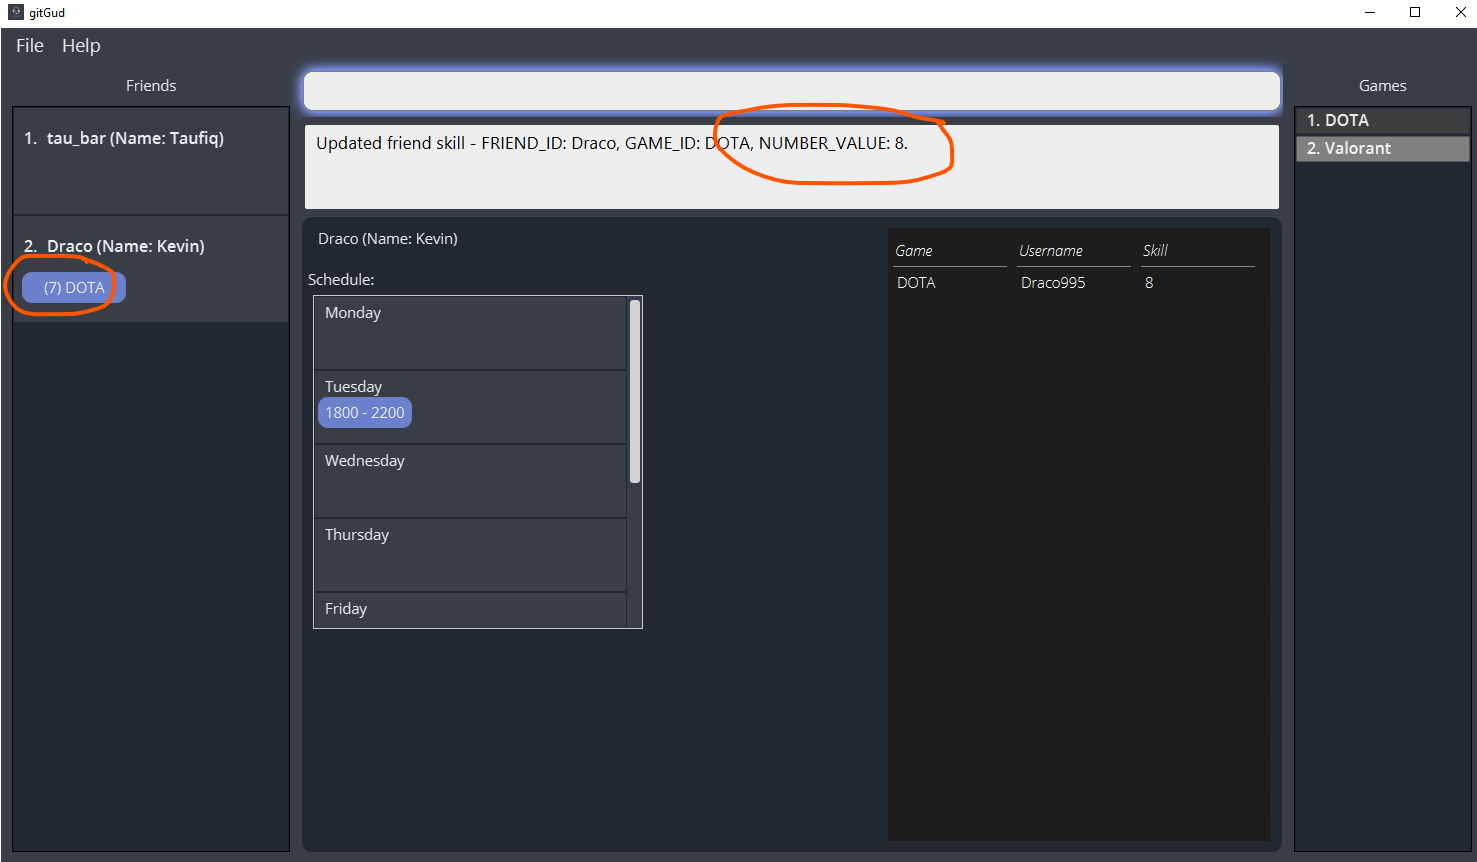 gitGud
File Help
Friends
Games
1. tau_bar (Name: Taufiq)
2. Draco (Name: Kevin)
(7) DOTA
Updated friend skill - FRIEND_ID: Draco, GAME_ID: DOTA, NUMBER_VALUE: 8.
Draco (Name: Kevin)
Schedule:
Monday
Tuesday
1800 - 2200
Wednesday
Thursday
Friday
Game Username Skill
DOTA Draco995 8
1. DOTA
2. Valorant